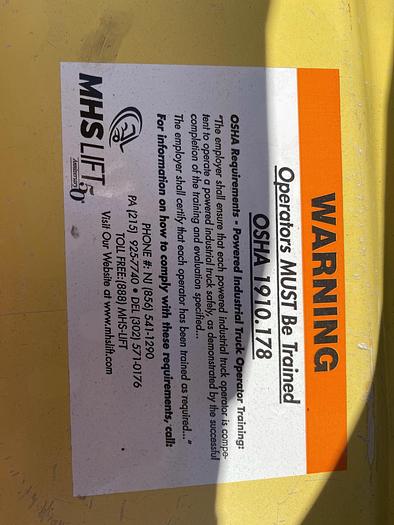 WARNING
Operators MUST Be Trained
OSHA 1910.178
OSHA Requirements - Powered Industrial Truck Operator Training:
"The employer shall ensure that each powered industrial truck operator is compe-
tent to operate a powered industrial truck safely, as demonstrated by the successful
completion of the training and evaluation specified...
The employer shall certify that each operator has been trained as required..."
For information on how to comply with these requirements, call:
PHONE #: NJ (856) 541-1290
PA (215) 925-7740 • DEL (302) 571-0176
TOLL FREE:(888) MHS-LIFT
Visit Our Website at www.mhslift.com
MHSLIFT
50
Anniversary